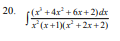 20. ∫ (x³ + 4x² + 6x + 2) dx / x²(x + 1)(x² + 2x + 2)